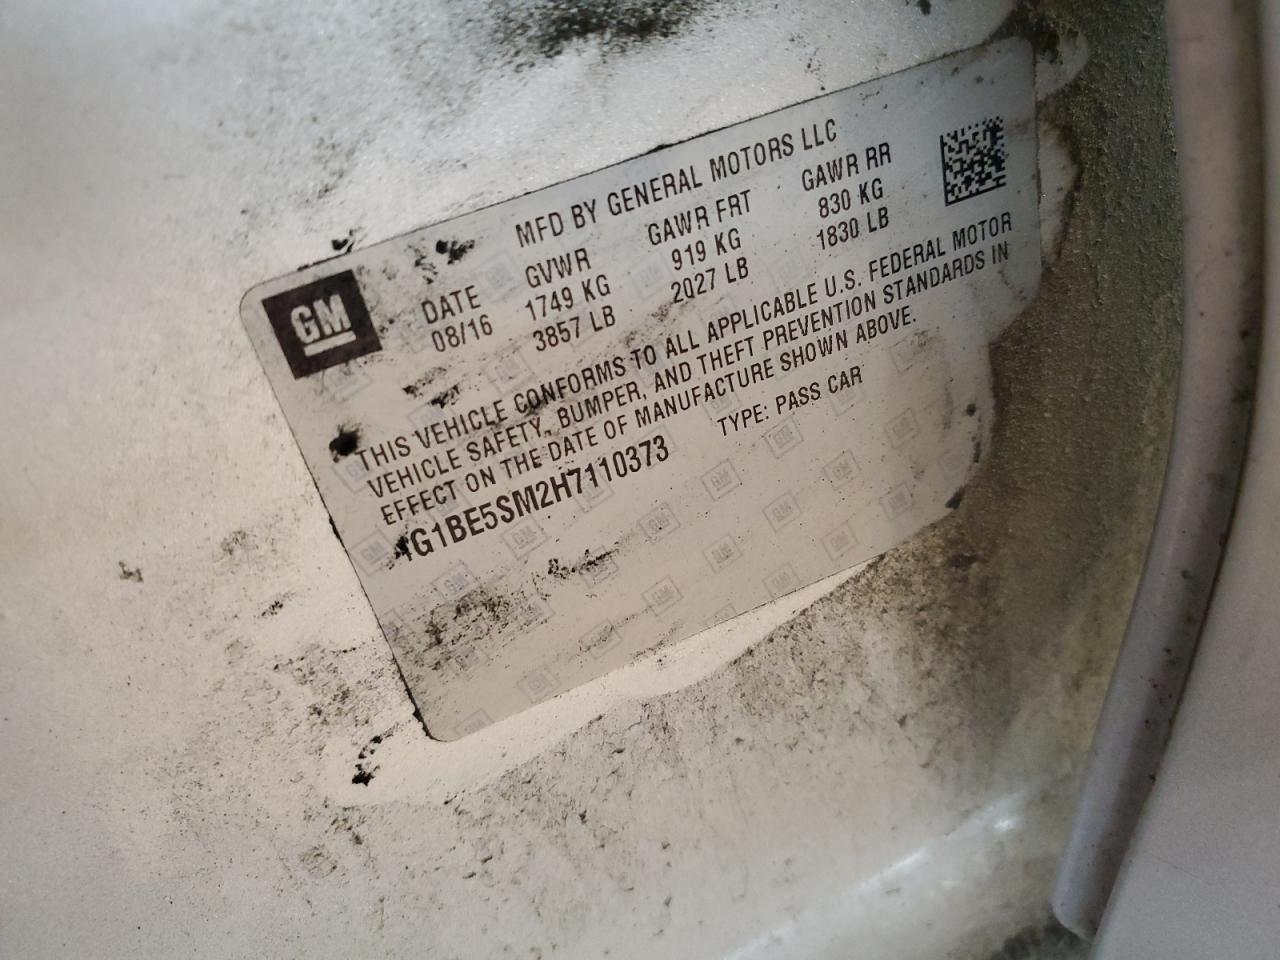 MFD BY GENERAL MOTORS LLC
GM
DATE GVWR GAWR FRT GAWR RR
08/16 1749 KG 919 KG 830 KG
3857 LB 2027 LB 1830 LB
THIS VEHICLE CONFORMS TO ALL APPLICABLE U.S. FEDERAL MOTOR
VEHICLE SAFETY, BUMPER, AND THEFT PREVENTION STANDARDS IN
EFFECT ON THE DATE OF MANUFACTURE SHOWN ABOVE.
1G1BE5SM2H7110373 TYPE: PASS CAR